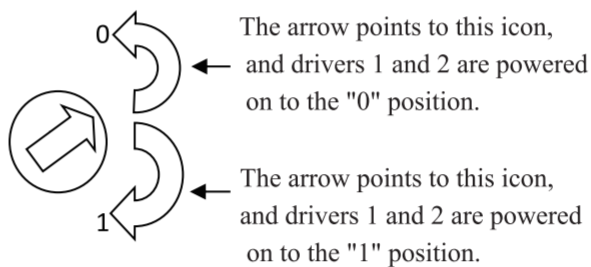 0
The arrow points to this icon,
and drivers 1 and 2 are powered
on to the "0" position.
The arrow points to this icon,
and drivers 1 and 2 are powered
1
on to the "1" position.